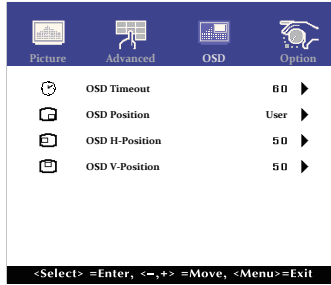 Picture Advanced OSD Option
OSD Timeout 60
OSD Position User
OSD H-Position 50
OSD V-Position 50
<Select> =Enter, <–,+> =Move, <Menu>=Exit